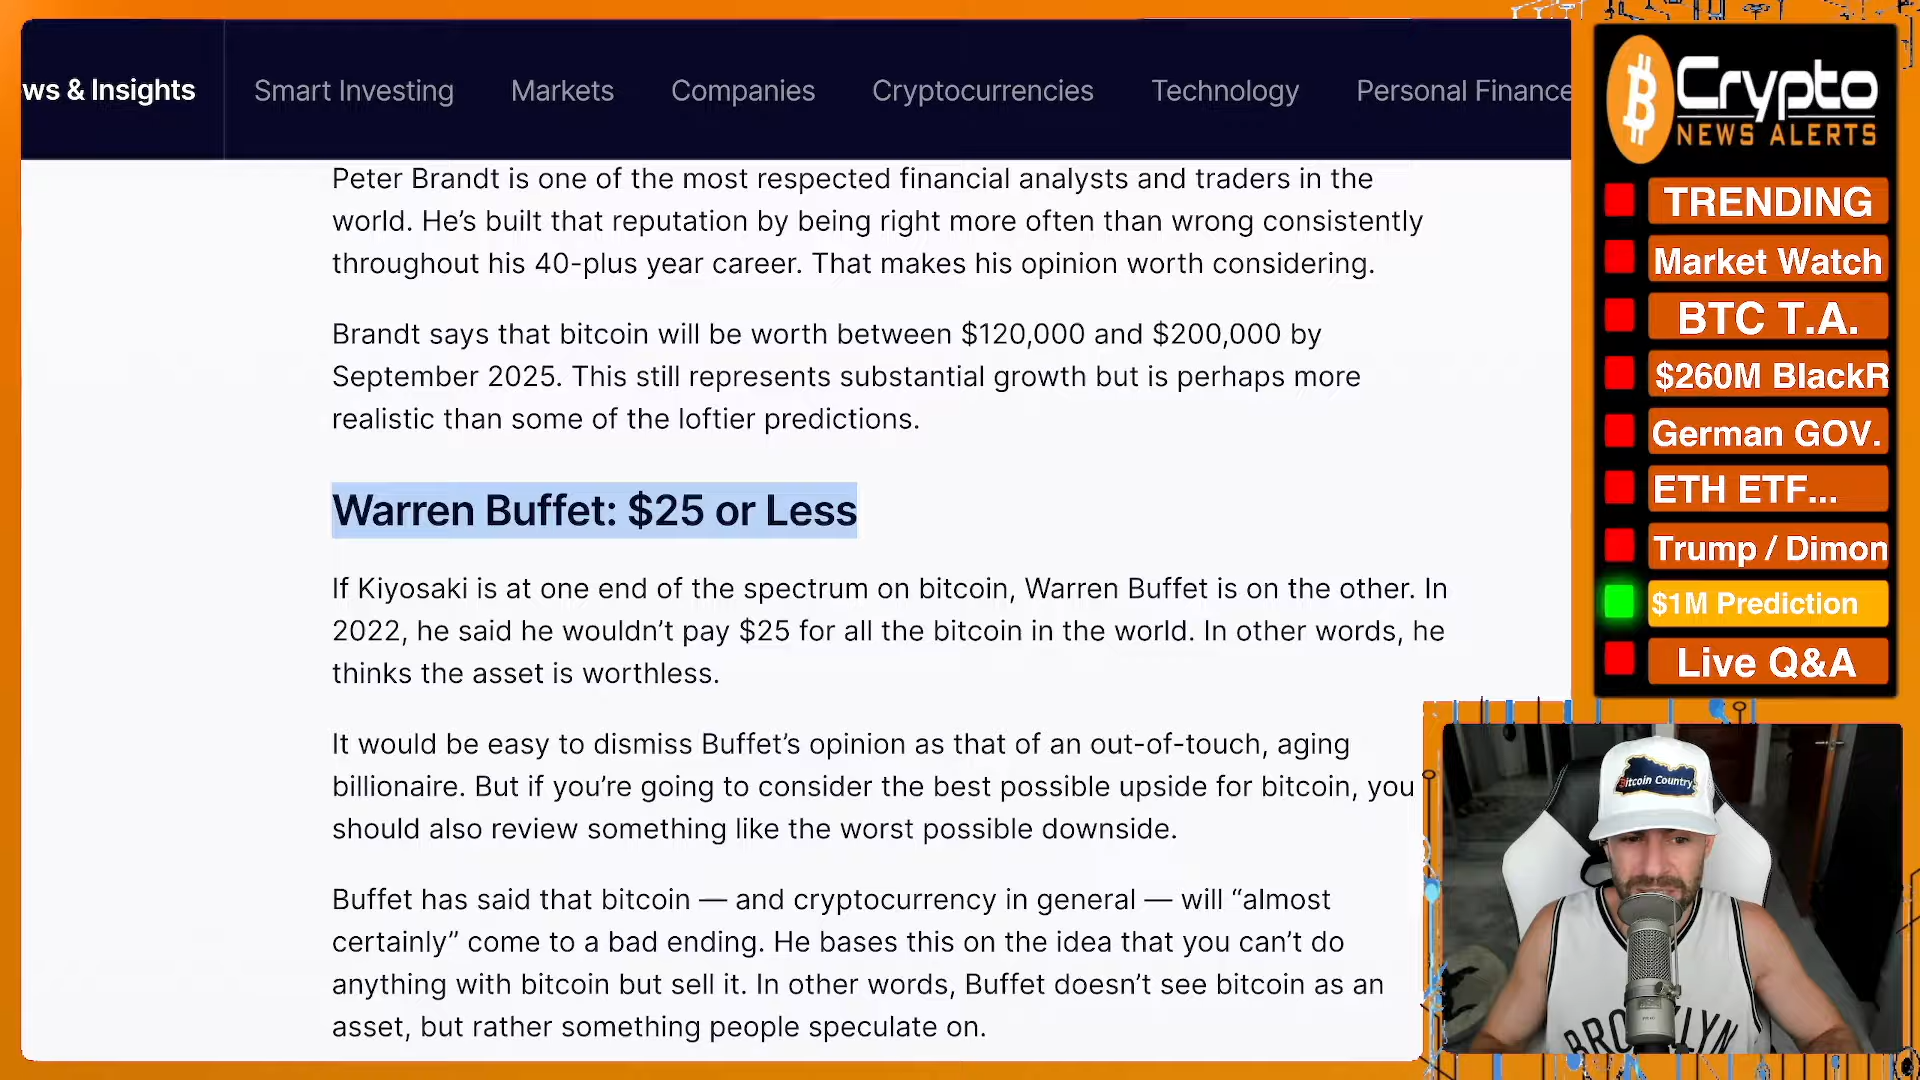 ws & Insights
Smart Investing
Markets
Companies
Cryptocurrencies
Technology
Personal Finance
Peter Brandt is one of the most respected financial analysts and traders in the
world. He’s built that reputation by being right more often than wrong consistently
throughout his 40-plus year career. That makes his opinion worth considering.
Brandt says that bitcoin will be worth between $120,000 and $200,000 by
September 2025. This still represents substantial growth but is perhaps more
realistic than some of the loftier predictions.
Warren Buffet: $25 or Less
If Kiyosaki is at one end of the spectrum on bitcoin, Warren Buffet is on the other. In
2022, he said he wouldn’t pay $25 for all the bitcoin in the world. In other words, he
thinks the asset is worthless.
It would be easy to dismiss Buffet’s opinion as that of an out-of-touch, aging
billionaire. But if you’re going to consider the best possible upside for bitcoin, you
should also review something like the worst possible downside.
Buffet has said that bitcoin — and cryptocurrency in general — will “almost
certainly” come to a bad ending. He bases this on the idea that you can’t do
anything with bitcoin but sell it. In other words, Buffet doesn’t see bitcoin as an
asset, but rather something people speculate on.
Crypto
NEWS ALERTS
TRENDING
Market Watch
BTC T.A.
$260M BlackR
German GOV.
ETH ETF...
Trump / Dimon
$1M Prediction
Live Q&A
Bitcoin Country
BROOKLYN